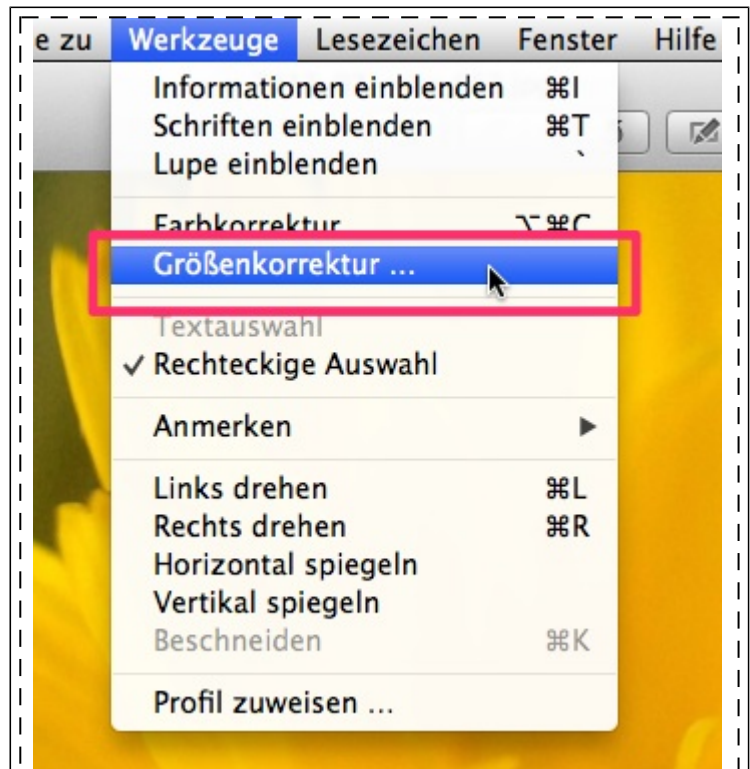 e zu Werkzeuge Lesezeichen Fenster Hilfe
Informationen einblenden ⌘I
Schriften einblenden ⌘T
Lupe einblenden `
Farbkorrektur ⌥⌘C
Größenkorrektur ...
Textauswahl
✓ Rechteckige Auswahl
Anmerken ▶
Links drehen ⌘L
Rechts drehen ⌘R
Horizontal spiegeln
Vertikal spiegeln
Beschneiden ⌘K
Profil zuweisen ...